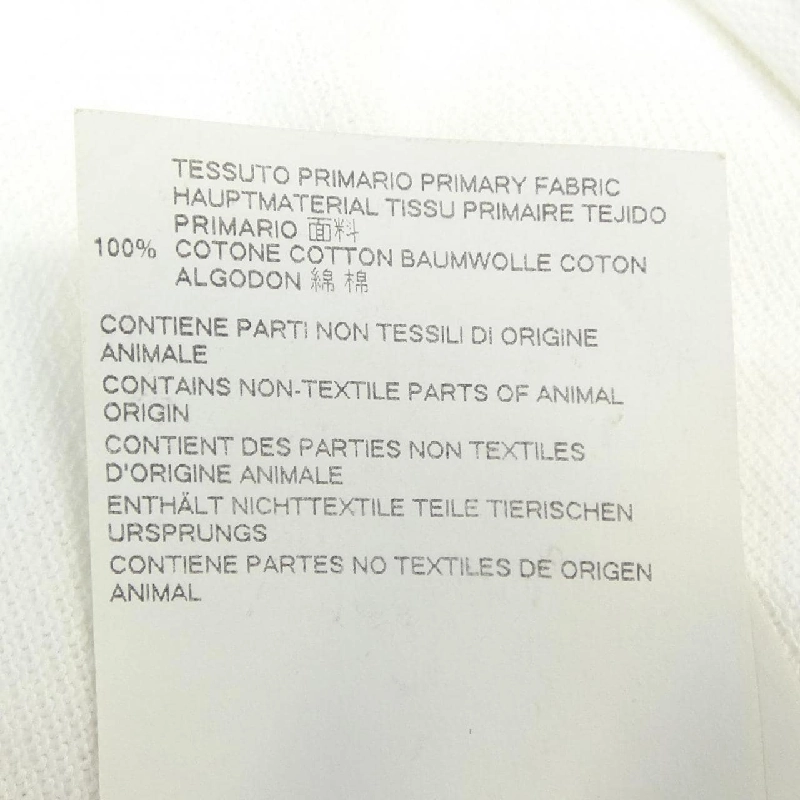 TESSUTO PRIMARIO PRIMARY FABRIC
HAUPTMATERIAL TISSU PRIMAIRE TEJIDO
PRIMARIO 面料
100% COTONE COTTON BAUMWOLLE COTON
ALGODON 綿 棉
CONTIENE PARTI NON TESSILI DI ORIGINE
ANIMALE
CONTAINS NON-TEXTILE PARTS OF ANIMAL
ORIGIN
CONTIENT DES PARTIES NON TEXTILES
D'ORIGINE ANIMALE
ENTHÄLT NICHTTEXTILE TEILE TIERISCHEN
URSPRUNGS
CONTIENE PARTES NO TEXTILES DE ORIGEN
ANIMAL